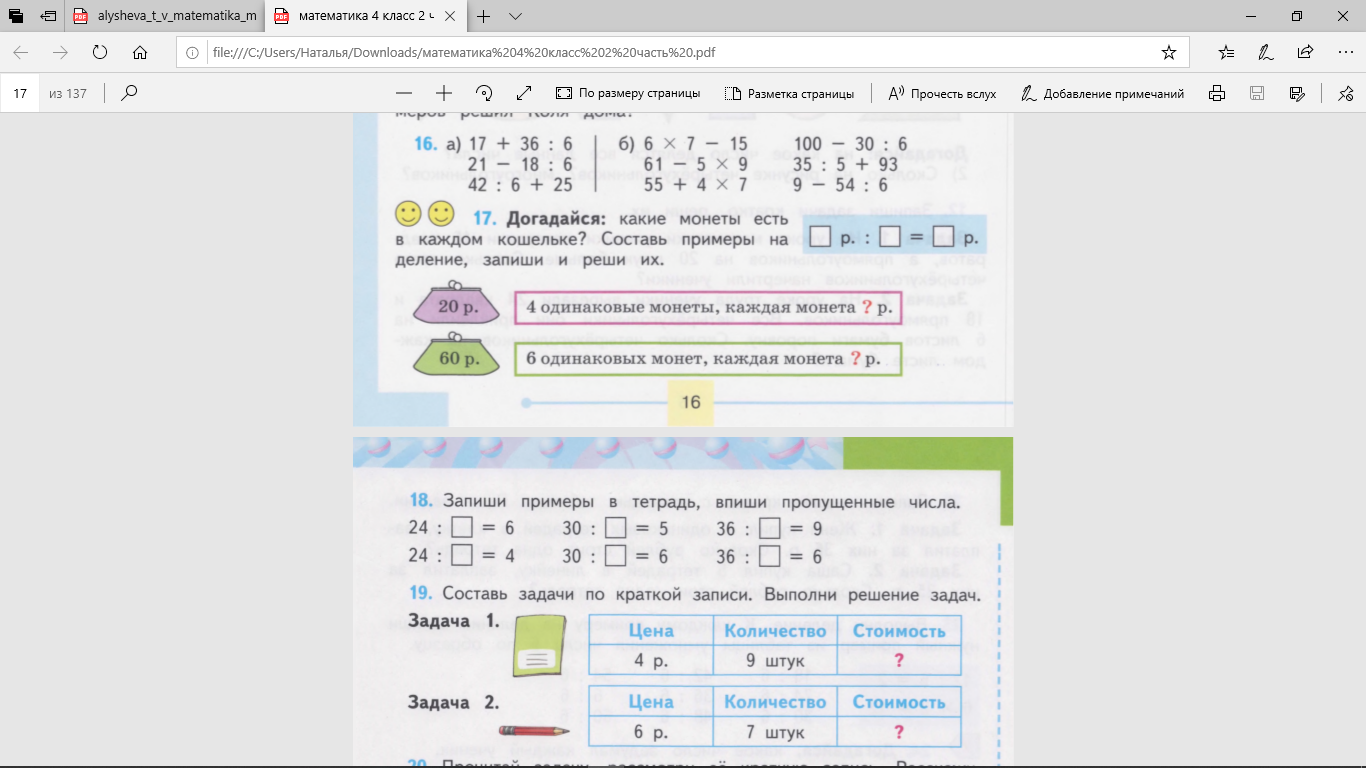 alysheva_t_v_matematika_m
математика 4 класс 2 ч
file:///C:/Users/Наталья/Downloads/математика%204%20класс%202%20часть%20.pdf
17 из 137
По размеру страницы
Разметка страницы
Прочесть вслух
Добавление примечаний
меров решил Коля дома?
16. а) 17 + 36 : 6 б) 6 × 7 − 15 100 − 30 : 6
21 − 18 : 6 61 − 5 × 9 35 : 5 + 93
42 : 6 + 25 55 + 4 × 7 9 − 54 : 6
17. Догадайся: какие монеты есть
в каждом кошельке? Составь примеры на
деление, запиши и реши их.
□ р. : □ = □ р.
20 р. 4 одинаковые монеты, каждая монета ? р.
60 р. 6 одинаковых монет, каждая монета ? р.
16
18. Запиши примеры в тетрадь, впиши пропущенные числа.
24 : □ = 6 30 : □ = 5 36 : □ = 9
24 : □ = 4 30 : □ = 6 36 : □ = 6
19. Составь задачи по краткой записи. Выполни решение задач.
Задача 1.
Цена Количество Стоимость
4 р. 9 штук ?
Задача 2.
Цена Количество Стоимость
6 р. 7 штук ?